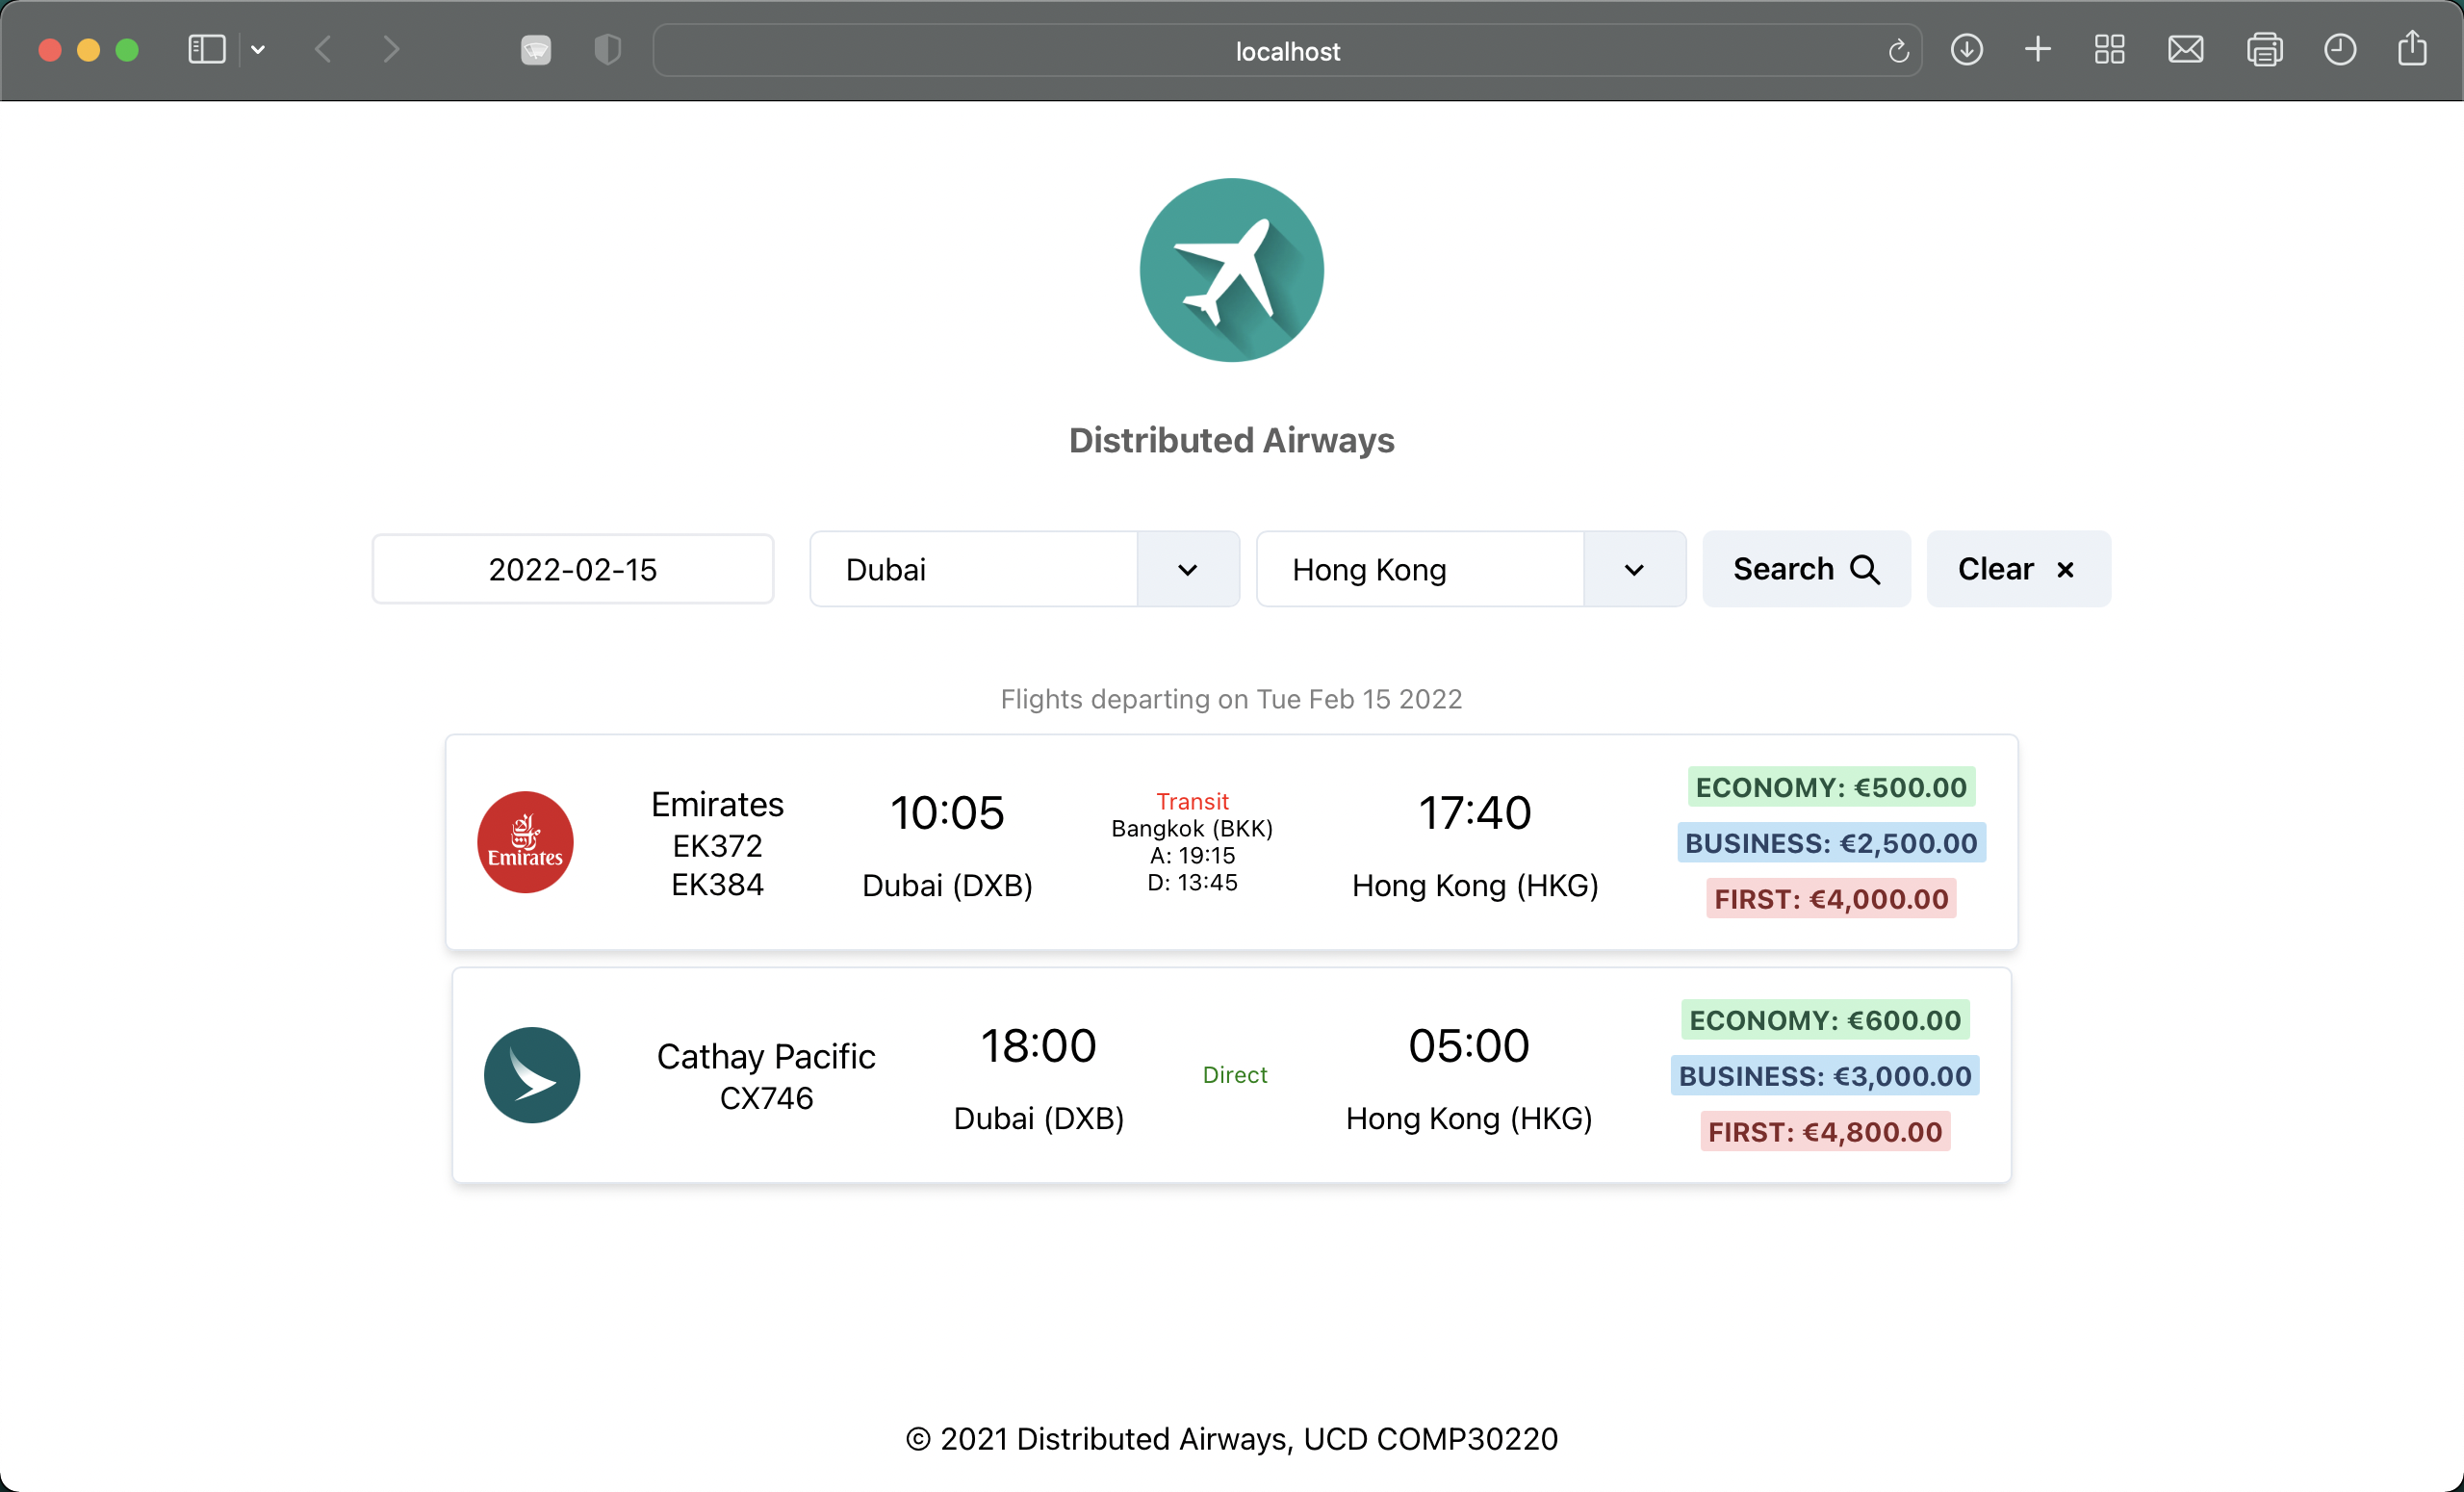 localhost
Distributed Airways
2022-02-15
Dubai
Hong Kong
Search
Clear
Flights departing on Tue Feb 15 2022
Emirates
Emirates
EK372
EK384
10:05
Dubai (DXB)
Transit
Bangkok (BKK)
A: 19:15
D: 13:45
17:40
Hong Kong (HKG)
ECONOMY: €500.00
BUSINESS: €2,500.00
FIRST: €4,000.00
Cathay Pacific
CX746
18:00
Dubai (DXB)
Direct
05:00
Hong Kong (HKG)
ECONOMY: €600.00
BUSINESS: €3,000.00
FIRST: €4,800.00
© 2021 Distributed Airways, UCD COMP30220